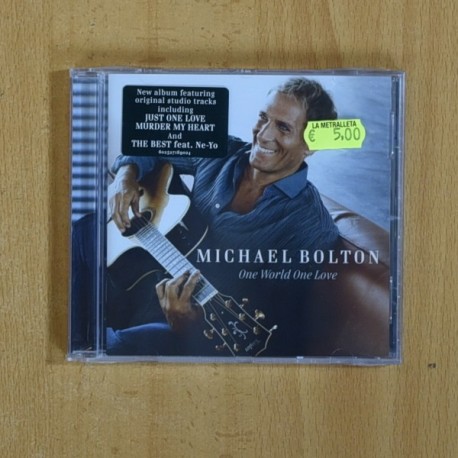 New album featuring
original studio tracks
including
JUST ONE LOVE
MURDER MY HEART
And
THE BEST feat. Ne-Yo
LA METRALLETA
€ 5,00
MICHAEL BOLTON
One World One Love